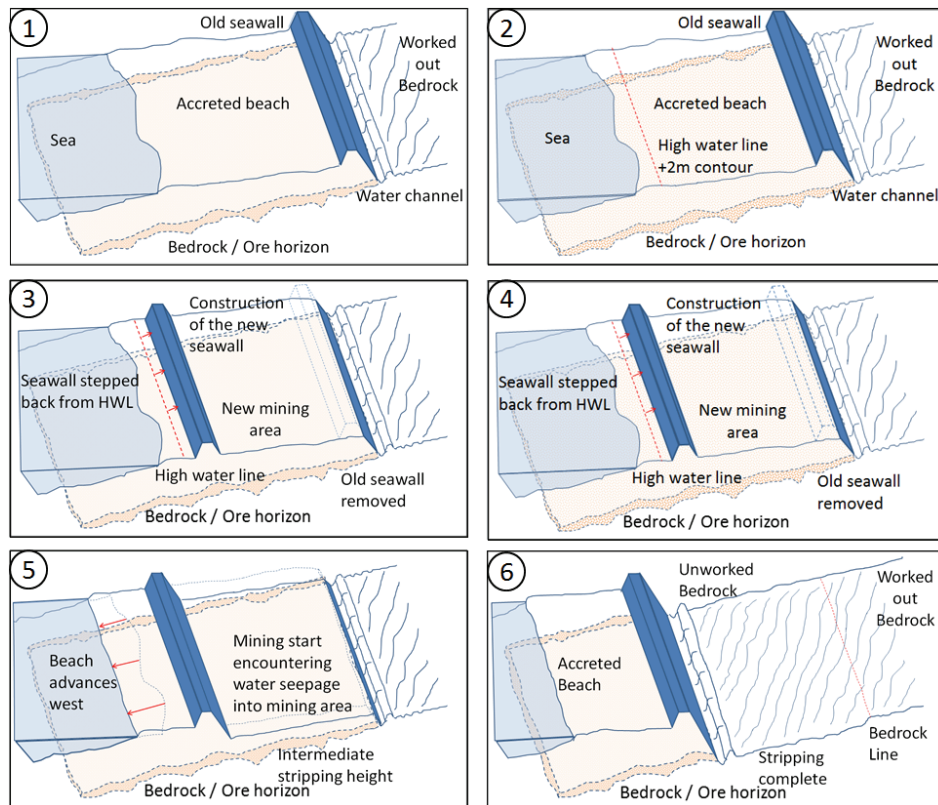 1
Old seawall
Worked
out
Bedrock
Accreted beach
Sea
Water channel
Bedrock / Ore horizon
2
Old seawall
Worked
out
Bedrock
Accreted beach
Sea
High water line
+2m contour
Water channel
Bedrock / Ore horizon
3
Construction
of the new
seawall
Seawall stepped
back from HWL
New mining
area
High water line
Old seawall
removed
Bedrock / Ore horizon
4
Construction
of the new
seawall
Seawall stepped
back from HWL
New mining
area
High water line
Old seawall
removed
Bedrock / Ore horizon
5
Beach
advances
west
Mining start
encountering
water seepage
into mining area
Intermediate
stripping height
Bedrock / Ore horizon
6
Unworked
Bedrock
Worked
out
Bedrock
Accreted
Beach
Bedrock
Line
Stripping
complete
Bedrock / Ore horizon